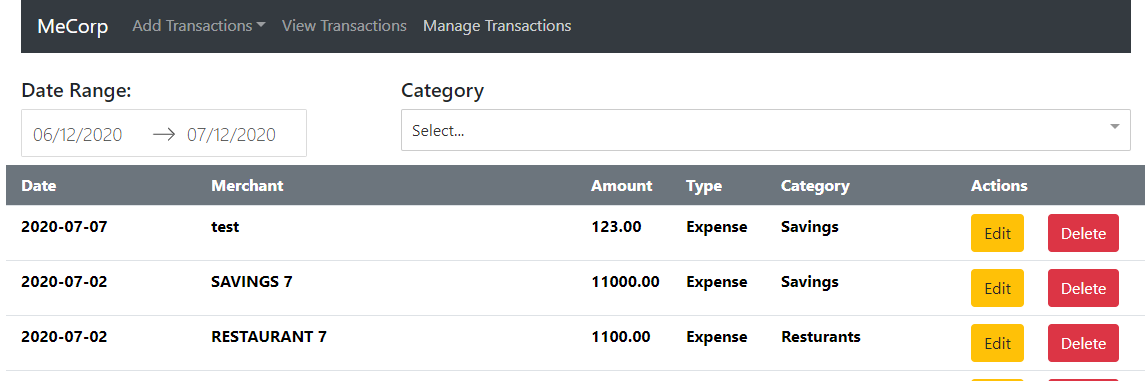 MeCorp Add Transactions View Transactions Manage Transactions
Date Range: Category
06/12/2020 → 07/12/2020 Select...
Date Merchant Amount Type Category Actions
2020-07-07 test 123.00 Expense Savings Edit Delete
2020-07-02 SAVINGS 7 11000.00 Expense Savings Edit Delete
2020-07-02 RESTAURANT 7 1100.00 Expense Resturants Edit Delete